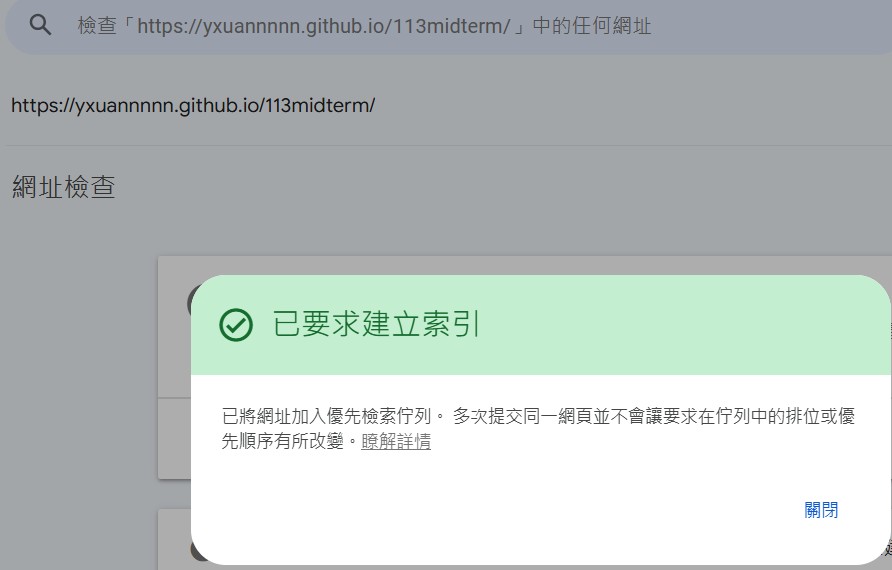 檢查「https://yxuannnnn.github.io/113midterm/」中的任何網址
https://yxuannnnn.github.io/113midterm/
網址檢查
已要求建立索引
已將網址加入優先檢索佇列。 多次提交同一網頁並不會讓要求在佇列中的排位或優
先順序有所改變。瞭解詳情
關閉